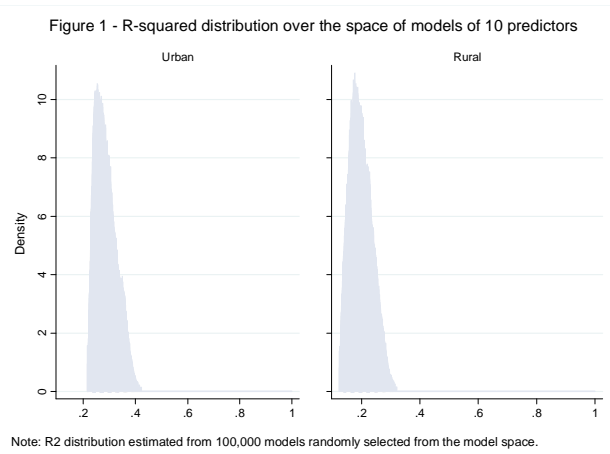 Figure 1 - R-squared distribution over the space of models of 10 predictors
Urban
Rural
Density
10
8
6
4
2
0
.2 .4 .6 .8 1
.2 .4 .6 .8 1
Note: R2 distribution estimated from 100,000 models randomly selected from the model space.